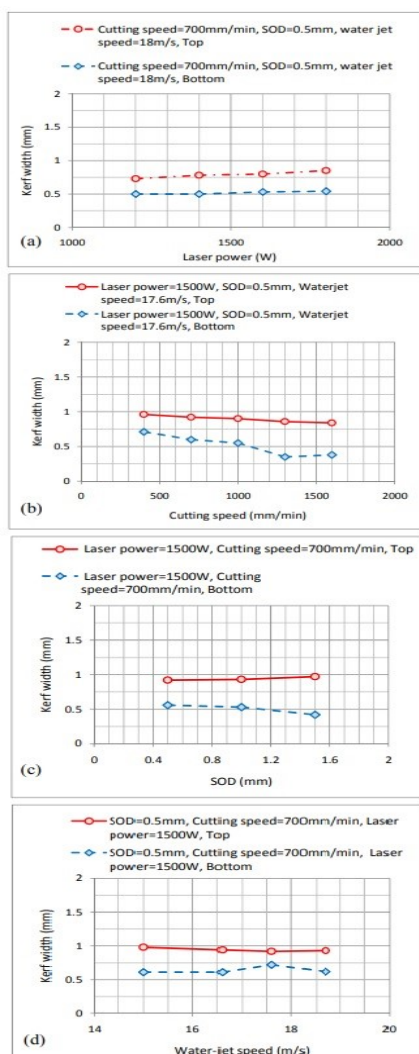 Cutting speed=700mm/min, SOD=0.5mm, water jet
speed=18m/s, Top
Cutting speed=700mm/min, SOD=0.5mm, water jet
speed=18m/s, Bottom
2
1.5
1
0.5
0
Kerf width (mm)
1000
1500
2000
(a)
Laser power (W)
Laser power=1500W, SOD=0.5mm, Waterjet
speed=17.6m/s, Top
Laser power=1500W, SOD=0.5mm, Waterjet
speed=17.6m/s, Bottom
2
1.5
1
0.5
0
Kerf width (mm)
0
500
1000
1500
2000
(b)
Cutting speed (mm/min)
Laser power=1500W, Cutting speed=700mm/min, Top
Laser power=1500W, Cutting
speed=700mm/min, Bottom
2
1.5
1
0.5
0
Kerf width (mm)
0
0.4
0.8
1.2
1.6
2
(c)
SOD (mm)
SOD=0.5mm, Cutting speed=700mm/min, Laser
power=1500W, Top
SOD=0.5mm, Cutting speed=700mm/min, Laser
power=1500W, Bottom
2
1.5
1
0.5
0
Kerf width (mm)
14
16
18
20
(d)
Water-jet speed (m/s)